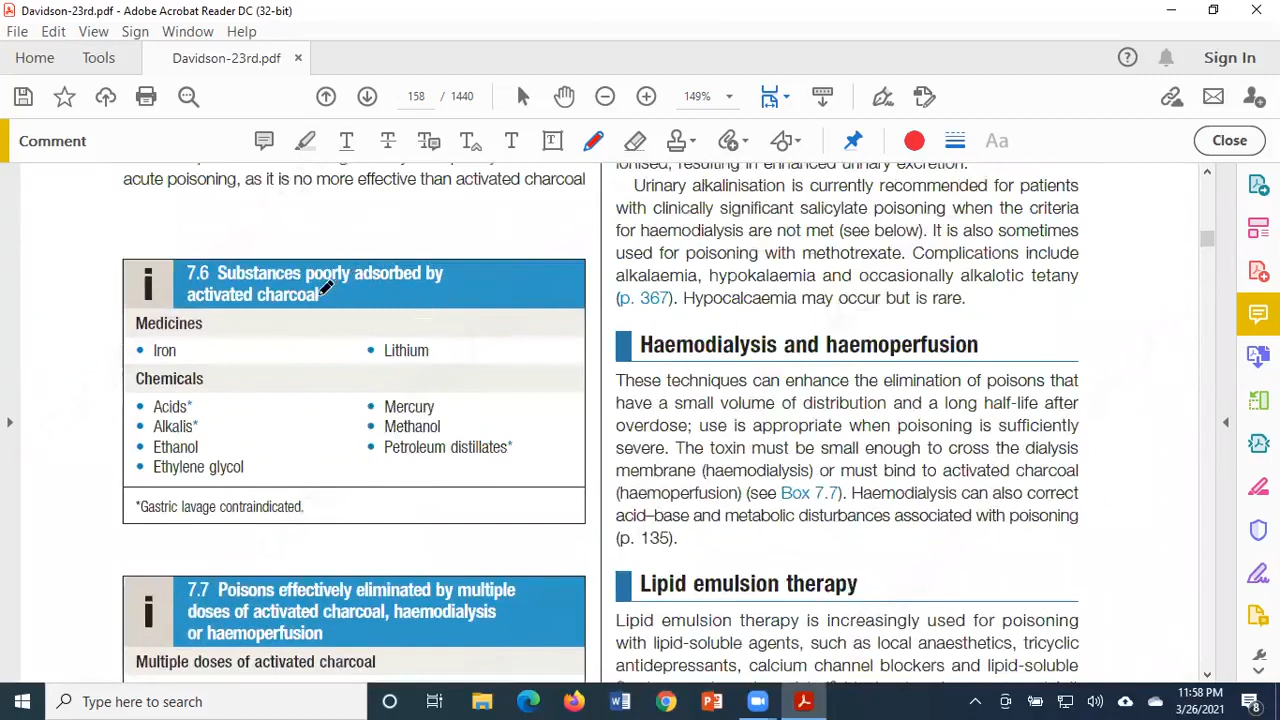 Davidson-23rd.pdf - Adobe Acrobat Reader DC (32-bit)
File Edit View Sign Window Help
Home Tools Davidson-23rd.pdf × Sign In
158 / 1440 149%
Comment Aa Close
acute poisoning, as it is no more effective than activated charcoal
i
7.6 Substances poorly adsorbed by
activated charcoal
Medicines
• Iron • Lithium
Chemicals
• Acids* • Mercury
• Alkalis* • Methanol
• Ethanol • Petroleum distillates*
• Ethylene glycol
*Gastric lavage contraindicated.
i
7.7 Poisons effectively eliminated by multiple
doses of activated charcoal, haemodialysis
or haemoperfusion
Multiple doses of activated charcoal
ionised, resulting in enhanced urinary excretion.
Urinary alkalinisation is currently recommended for patients
with clinically significant salicylate poisoning when the criteria
for haemodialysis are not met (see below). It is also sometimes
used for poisoning with methotrexate. Complications include
alkalaemia, hypokalaemia and occasionally alkalotic tetany
(p. 367). Hypocalcaemia may occur but is rare.
Haemodialysis and haemoperfusion
These techniques can enhance the elimination of poisons that
have a small volume of distribution and a long half-life after
overdose; use is appropriate when poisoning is sufficiently
severe. The toxin must be small enough to cross the dialysis
membrane (haemodialysis) or must bind to activated charcoal
(haemoperfusion) (see Box 7.7). Haemodialysis can also correct
acid–base and metabolic disturbances associated with poisoning
(p. 135).
Lipid emulsion therapy
Lipid emulsion therapy is increasingly used for poisoning
with lipid-soluble agents, such as local anaesthetics, tricyclic
antidepressants, calcium channel blockers and lipid-soluble
Type here to search
11:58 PM
3/26/2021
8